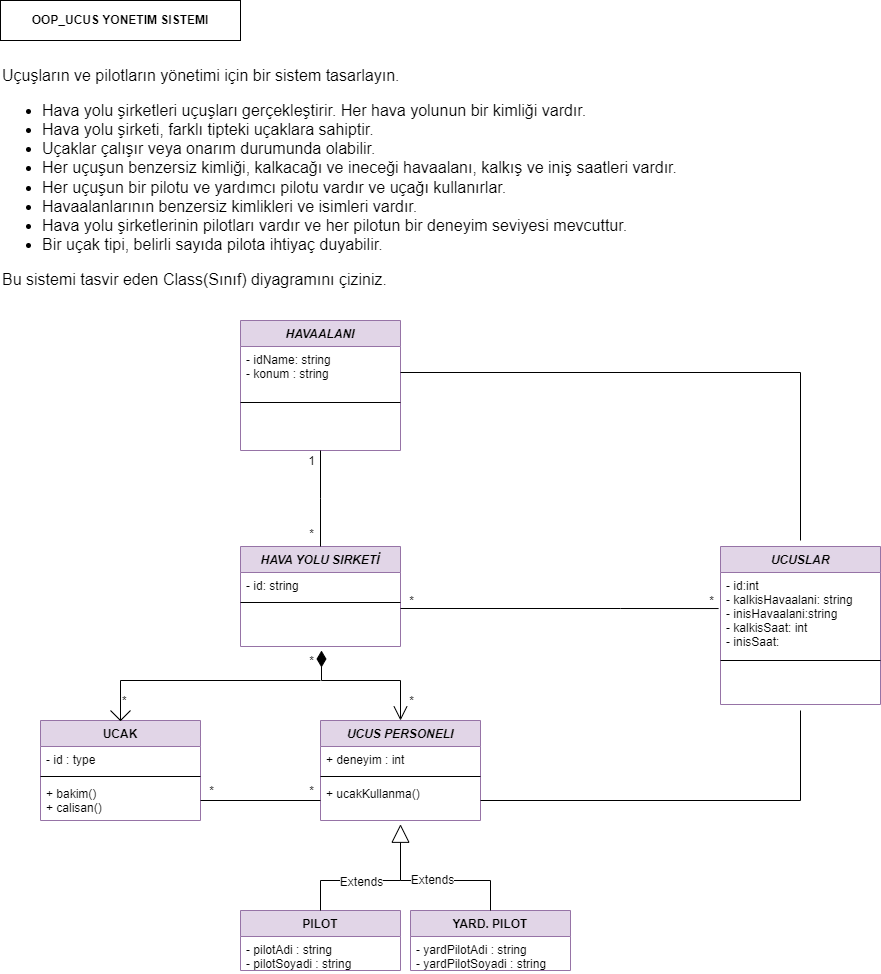 OOP_UCUS YONETIM SISTEMI
Uçuşların ve pilotların yönetimi için bir sistem tasarlayın.
Hava yolu şirketleri uçuşları gerçekleştirir. Her hava yolunun bir kimliği vardır.
Hava yolu şirketi, farklı tipteki uçaklara sahiptir.
Uçaklar çalışır veya onarım durumunda olabilir.
Her uçuşun benzersiz kimliği, kalkacağı ve ineceği havaalanı, kalkış ve iniş saatleri vardır.
Her uçuşun bir pilotu ve yardımcı pilotu vardır ve uçağı kullanırlar.
Havaalanlarının benzersiz kimlikleri ve isimleri vardır.
Hava yolu şirketlerinin pilotları vardır ve her pilotun bir deneyim seviyesi mevcuttur.
Bir uçak tipi, belirli sayıda pilota ihtiyaç duyabilir.
Bu sistemi tasvir eden Class(Sınıf) diyagramını çiziniz.
HAVAALANI
- idName: string
- konum : string
1
*
HAVA YOLU SIRKETİ
- id: string
*
*
UCUSLAR
- id:int
- kalkisHavaalani: string
- inisHavaalani:string
- kalkisSaat: int
- inisSaat:
*
*
*
UCAK
- id : type
+ bakim()
+ calisan()
*
*
UCUS PERSONELI
+ deneyim : int
+ ucakKullanma()
Extends
Extends
PILOT
- pilotAdi : string
- pilotSoyadi : string
YARD. PILOT
- yardPilotAdi : string
- yardPilotSoyadi : string